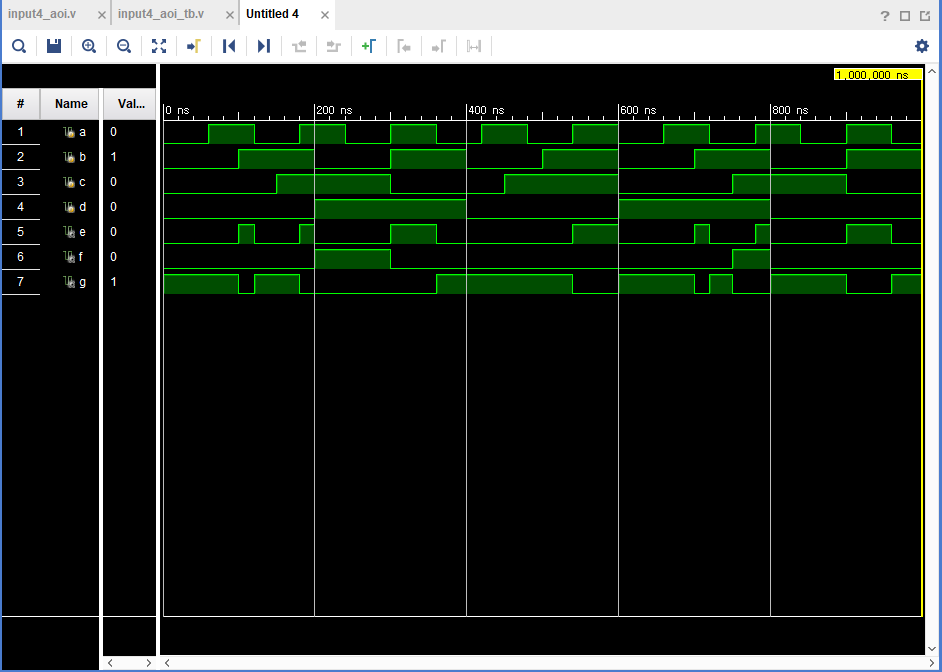 input4_aoi.v × input4_aoi_tb.v × Untitled 4 ×
?
1,000,000 ns
# Name Val...
0 ns 200 ns 400 ns 600 ns 800 ns
1 a 0
2 b 1
3 c 0
4 d 0
5 e 0
6 f 0
7 g 1